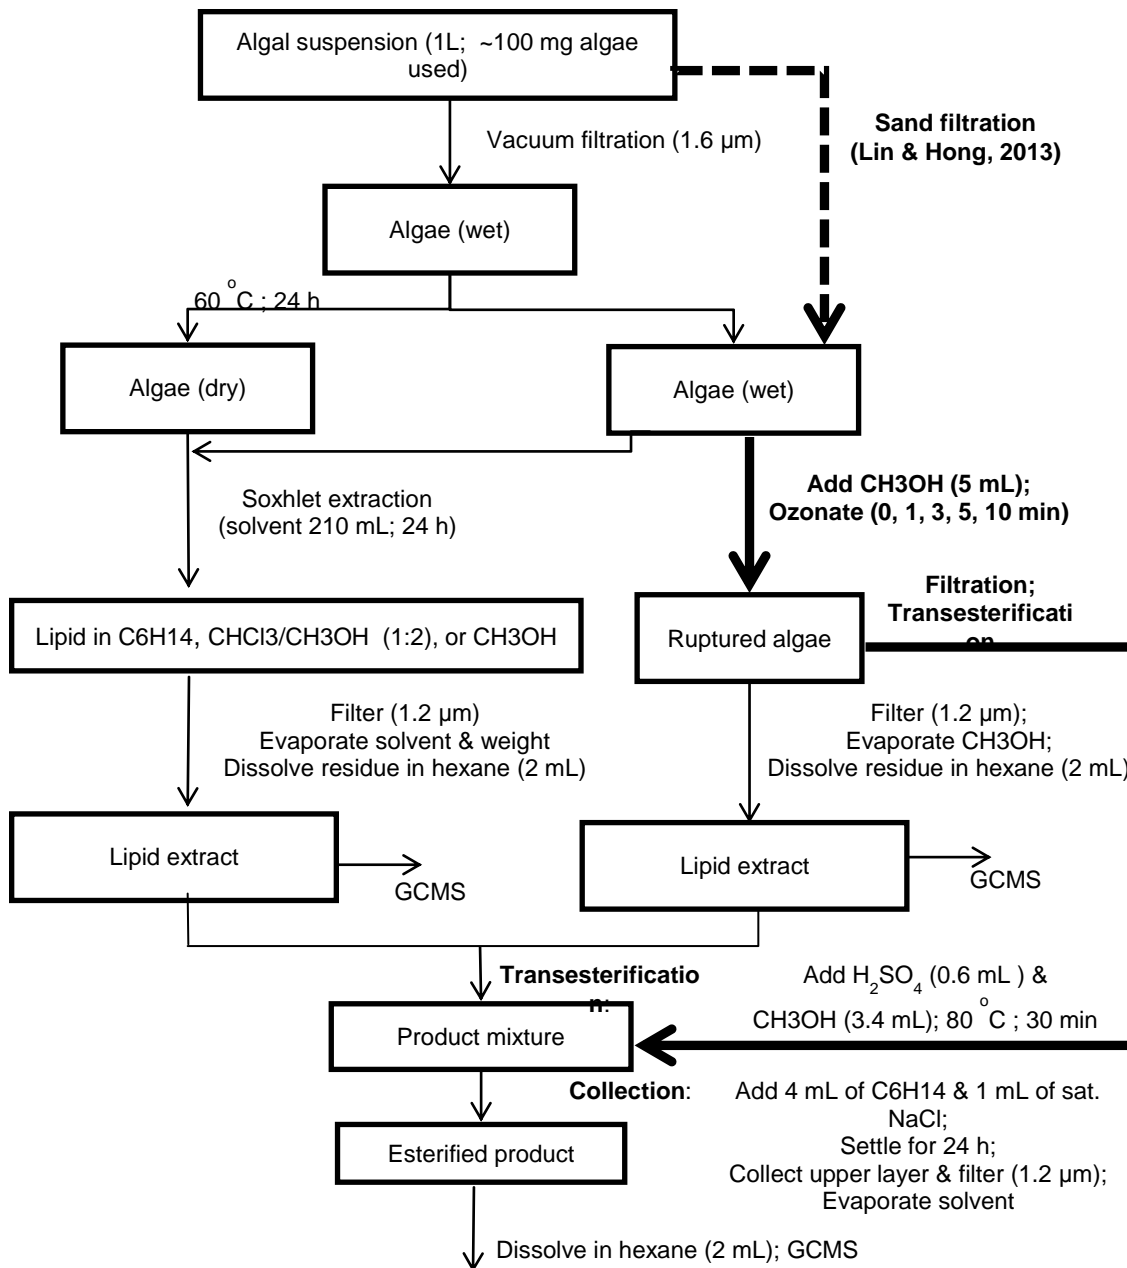 Algal suspension (1L;  ~100 mg algae
used)
Vacuum filtration (1.6 µm)
Sand filtration
(Lin & Hong, 2013)
Algae (wet)
60 °C ; 24 h
Algae (dry)
Algae (wet)
Soxhlet extraction
(solvent 210 mL; 24 h)
Add CH3OH (5 mL);
Ozonate (0, 1, 3, 5, 10 min)
Lipid in C6H14, CHCl3/CH3OH  (1:2), or CH3OH
Ruptured algae
Filtration;
Transesterificati
on
Filter (1.2 µm)
Evaporate solvent & weight
Dissolve residue in hexane (2 mL)
Filter (1.2 µm);
Evaporate CH3OH;
Dissolve residue in hexane (2 mL)
Lipid extract
GCMS
Lipid extract
GCMS
Transesterificatio
n:
Add H₂SO₄ (0.6 mL ) &
CH3OH (3.4 mL); 80 °C ; 30 min
Product mixture
Collection:
Add 4 mL of C6H14 & 1 mL of sat.
NaCl;
Settle for 24 h;
Collect upper layer & filter (1.2 µm);
Evaporate solvent
Esterified product
Dissolve in hexane (2 mL); GCMS